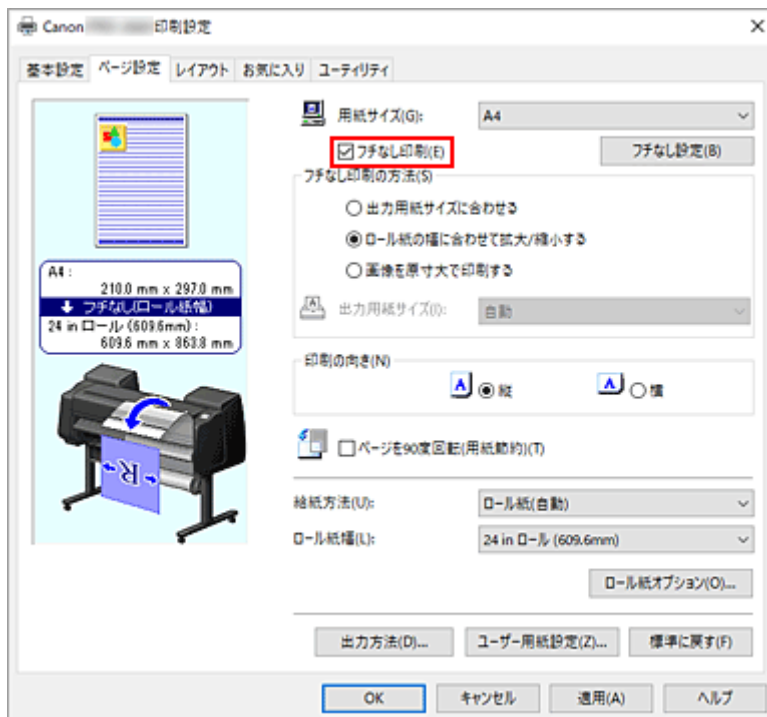 Canon 印刷設定
基本設定 ページ設定 レイアウト お気に入り ユーティリティ
用紙サイズ(G): A4
フチなし印刷(E) フチなし設定(B)
フチなし印刷の方法(S)
出力用紙サイズに合わせる
ロール紙の幅に合わせて拡大/縮小する
画像を原寸大で印刷する
出力用紙サイズ(I): 自動
A4 :
210.0 mm x 297.0 mm
フチなし(ロール紙幅)
24 in ロール (609.6mm) :
609.6 mm x 863.8 mm
印刷の向き(N)
A 縦 A 横
ページを90度回転(用紙節約)(T)
R
給紙方法(U): ロール紙(自動)
ロール紙幅(L): 24 in ロール (609.6mm)
ロール紙オプション(O)...
出力方法(D)... ユーザー用紙設定(Z)... 標準に戻す(F)
OK キャンセル 適用(A) ヘルプ